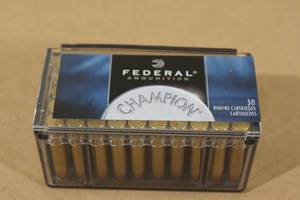 FEDERAL
AMMUNITION
CHAMPION
50
RIMFIRE CARTRIDGES
CARTOUCHES